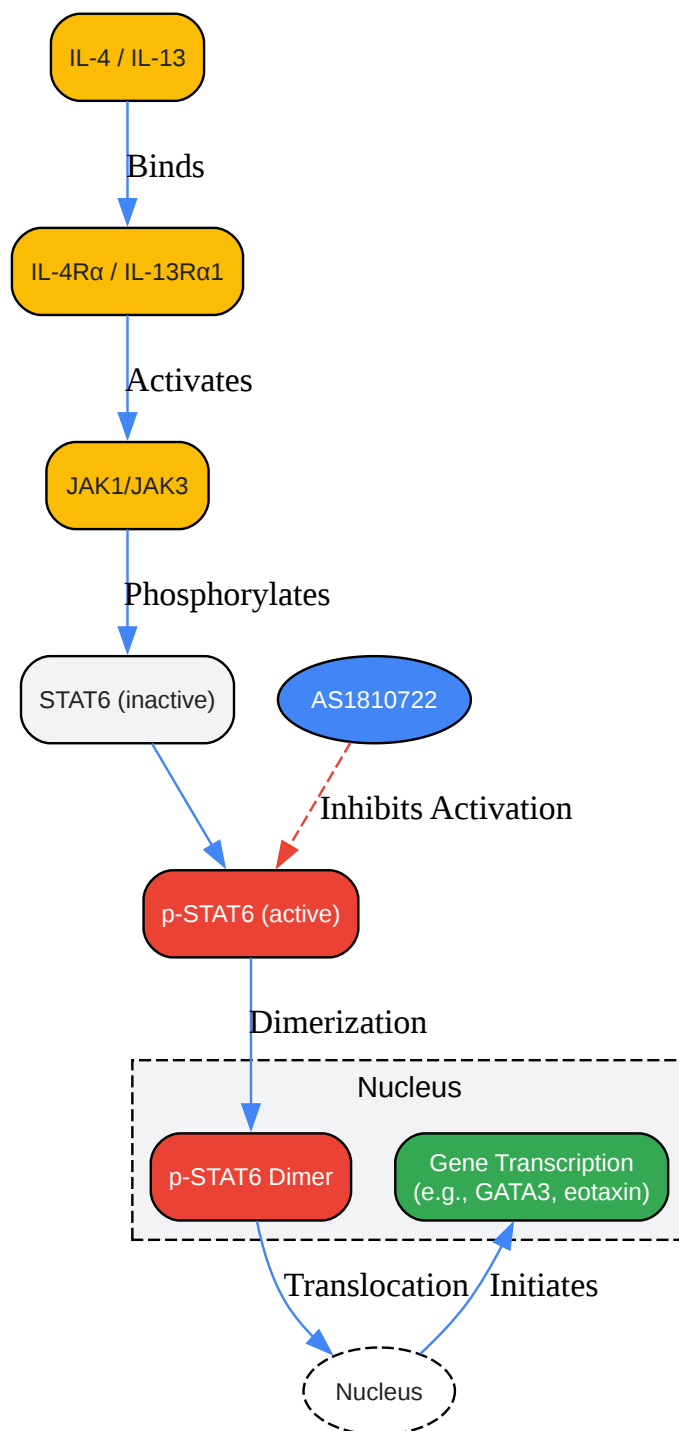 IL-4 / IL-13
Binds
IL-4Rα / IL-13Rα1
Activates
JAK1/JAK3
Phosphorylates
STAT6 (inactive)
AS1810722
Inhibits Activation
p-STAT6 (active)
Dimerization
Nucleus
p-STAT6 Dimer
Gene Transcription
(e.g., GATA3, eotaxin)
Translocation
Initiates
Nucleus